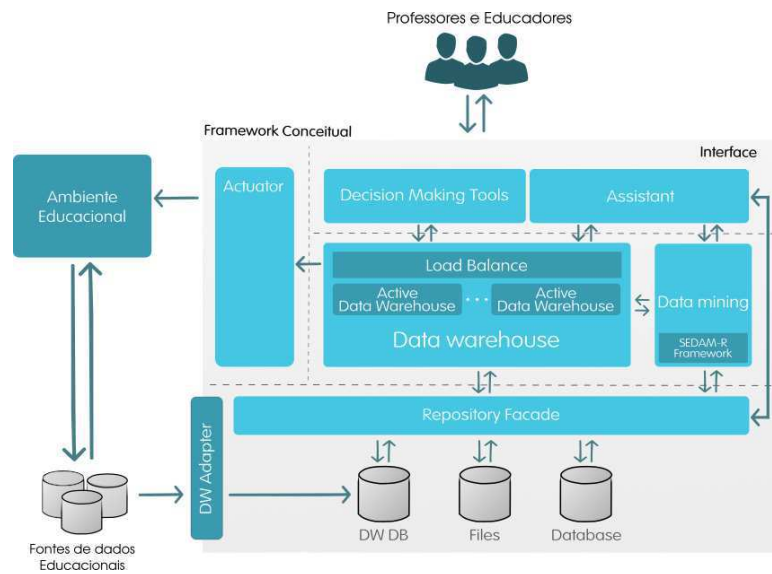 Professores e Educadores
Framework Conceitual
Interface
Ambiente
Educacional
Actuator
Decision Making Tools
Assistant
Load Balance
Active
Data Warehouse
...
Active
Data Warehouse
Data warehouse
Data mining
SEDAM-R
Framework
Repository Facade
DW Adapter
DW DB
Files
Database
Fontes de dados
Educacionais